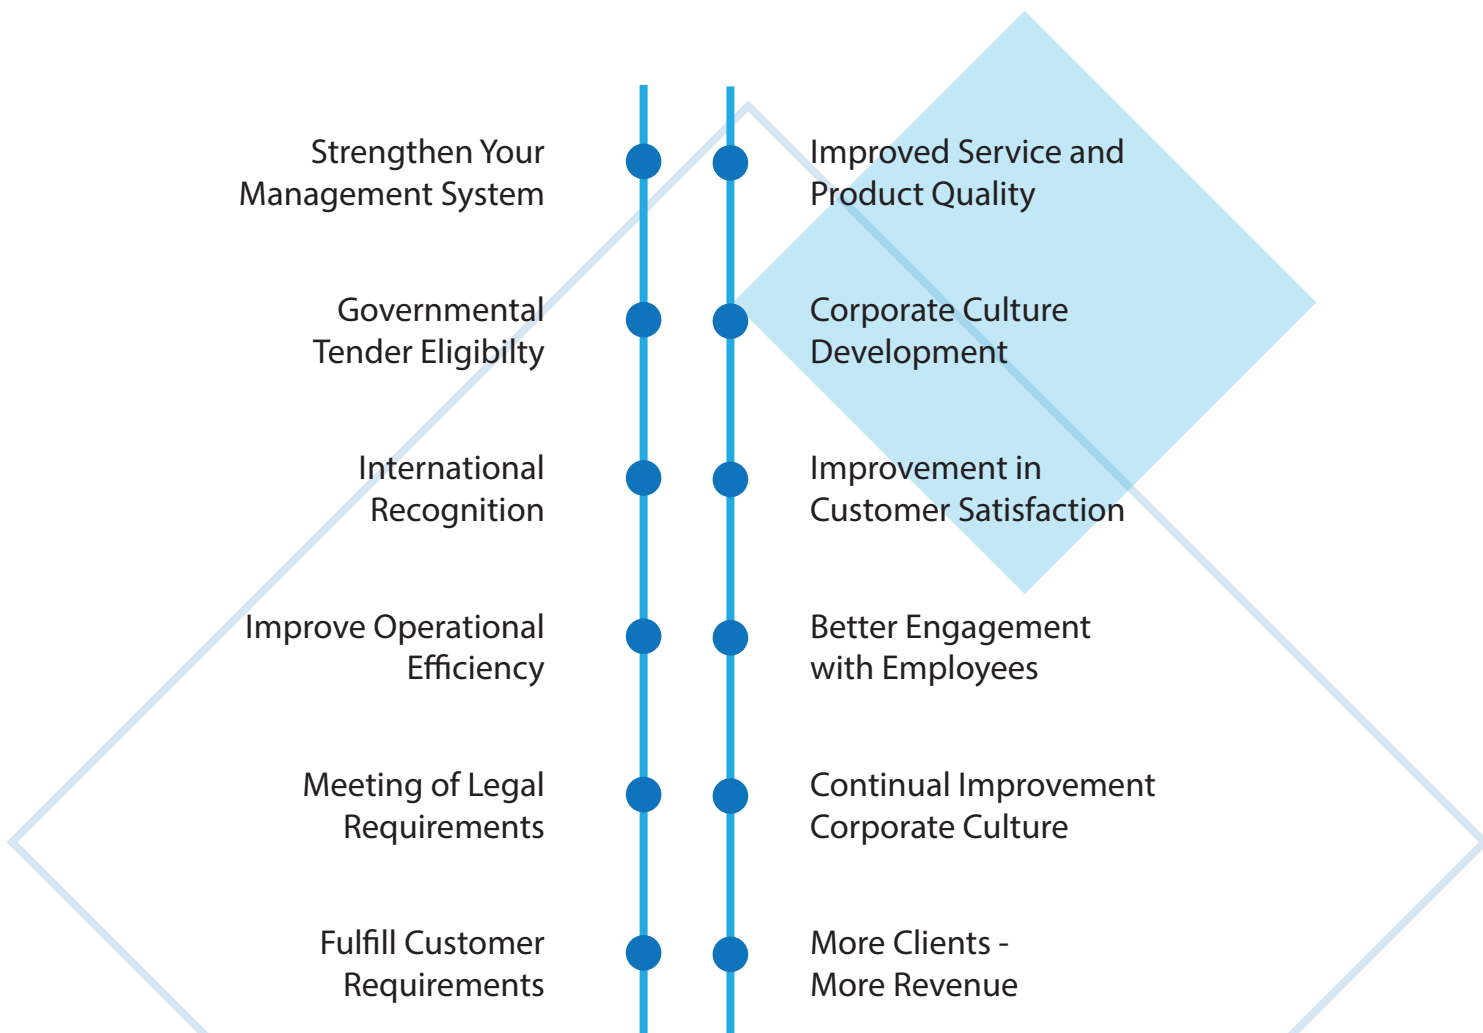 Strengthen Your
Management System
Governmental
Tender Eligibilty
International
Recognition
Improve Operational
Efficiency
Meeting of Legal
Requirements
Fulfill Customer
Requirements
Improved Service and
Product Quality
Corporate Culture
Development
Improvement in
Customer Satisfaction
Better Engagement
with Employees
Continual Improvement
Corporate Culture
More Clients -
More Revenue